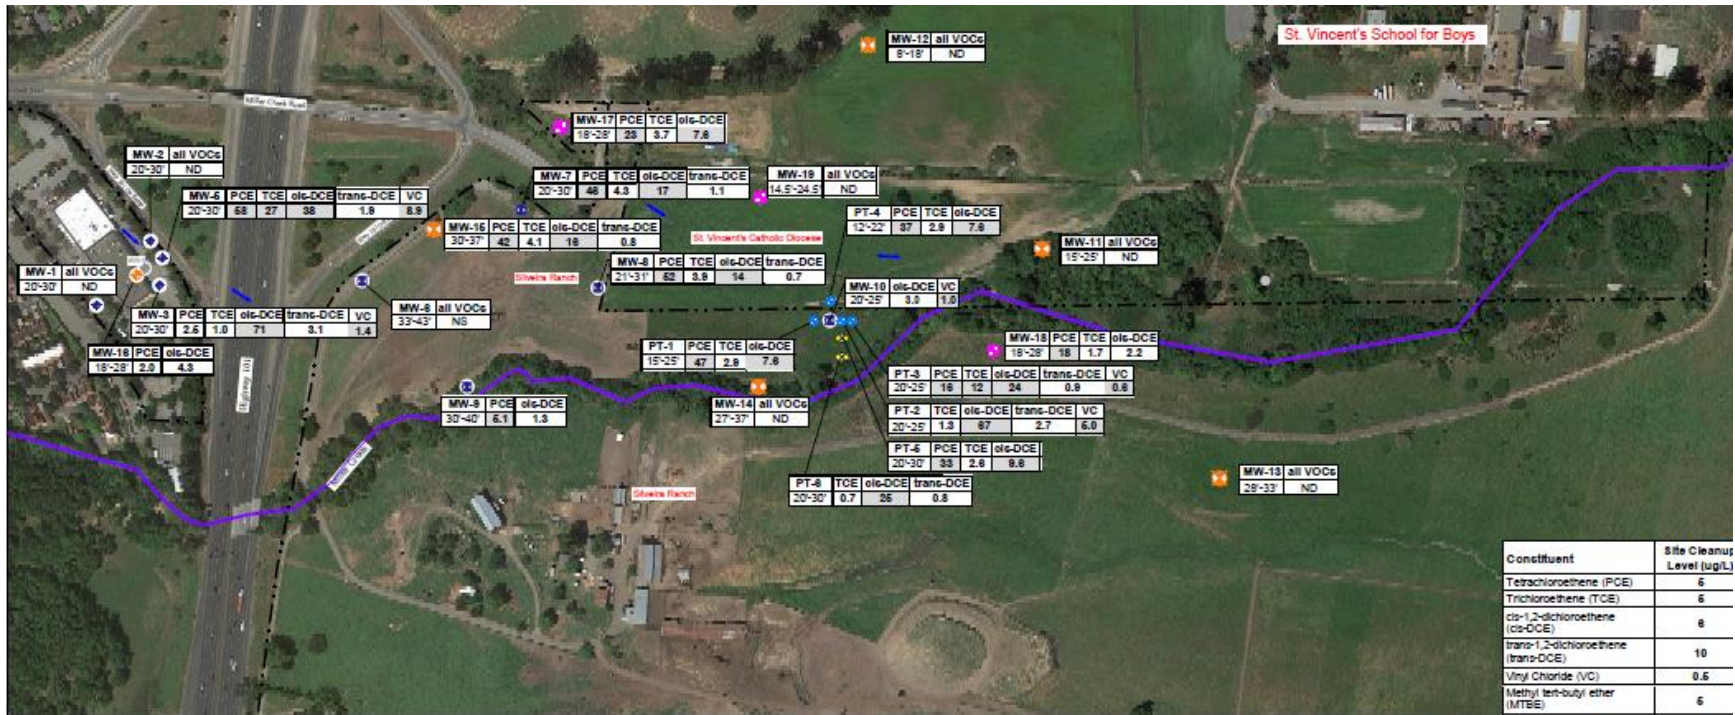 St. Vincent's School for Boys
MW-12 all VOCs
8'-18' ND
Miller Creek Road
MW-17 PCE TCE cis-DCE
18'-28' 23 3.7 7.6
MW-2 all VOCs
20'-30' ND
MW-7 PCE TCE cis-DCE trans-DCE
20'-30' 46 4.3 17 1.1
MW-19 all VOCs
14.5'-24.5' ND
MW-5 PCE TCE cis-DCE trans-DCE VC
20'-30' 58 27 38 1.9 8.9
PT-4 PCE TCE cis-DCE
12'-22' 37 2.9 7.6
MW-15 PCE TCE cis-DCE trans-DCE
30'-37' 42 4.1 16 0.8
St. Vincent's Catholic Diocese
MW-11 all VOCs
15'-25' ND
MW-1 all VOCs
20'-30' ND
Silveira Ranch
MW-8 PCE TCE cis-DCE trans-DCE
21'-31' 52 3.9 14 0.7
MW-10 cis-DCE VC
20'-25' 3.0 1.0
MW-6 all VOCs
33'-43' NS
MW-3 PCE TCE cis-DCE trans-DCE VC
20'-30' 2.5 1.0 71 3.1 1.4
MW-16 PCE cis-DCE
18'-28' 2.0 4.3
Highway 101
PT-1 PCE TCE cis-DCE
15'-25' 47 2.9 7.6
MW-18 PCE TCE cis-DCE
18'-28' 18 1.7 2.2
PT-3 PCE TCE cis-DCE trans-DCE VC
20'-25' 16 12 24 0.9 0.6
MW-9 PCE cis-DCE
30'-40' 5.1 1.3
MW-14 all VOCs
27'-37' ND
PT-2 TCE cis-DCE trans-DCE VC
20'-25' 1.3 67 2.7 5.0
PT-5 PCE TCE cis-DCE
20'-30' 33 2.6 9.6
PT-6 TCE cis-DCE trans-DCE
20'-30' 0.7 25 0.8
MW-13 all VOCs
28'-33' ND
Silveira Ranch
Constituent Site Cleanup Level (ug/L)
Tetrachloroethene (PCE) 5
Trichloroethene (TCE) 5
cis-1,2-dichloroethene (cis-DCE) 6
trans-1,2-dichloroethene (trans-DCE) 10
Vinyl Chloride (VC) 0.5
Methyl tert-butyl ether (MTBE) 5